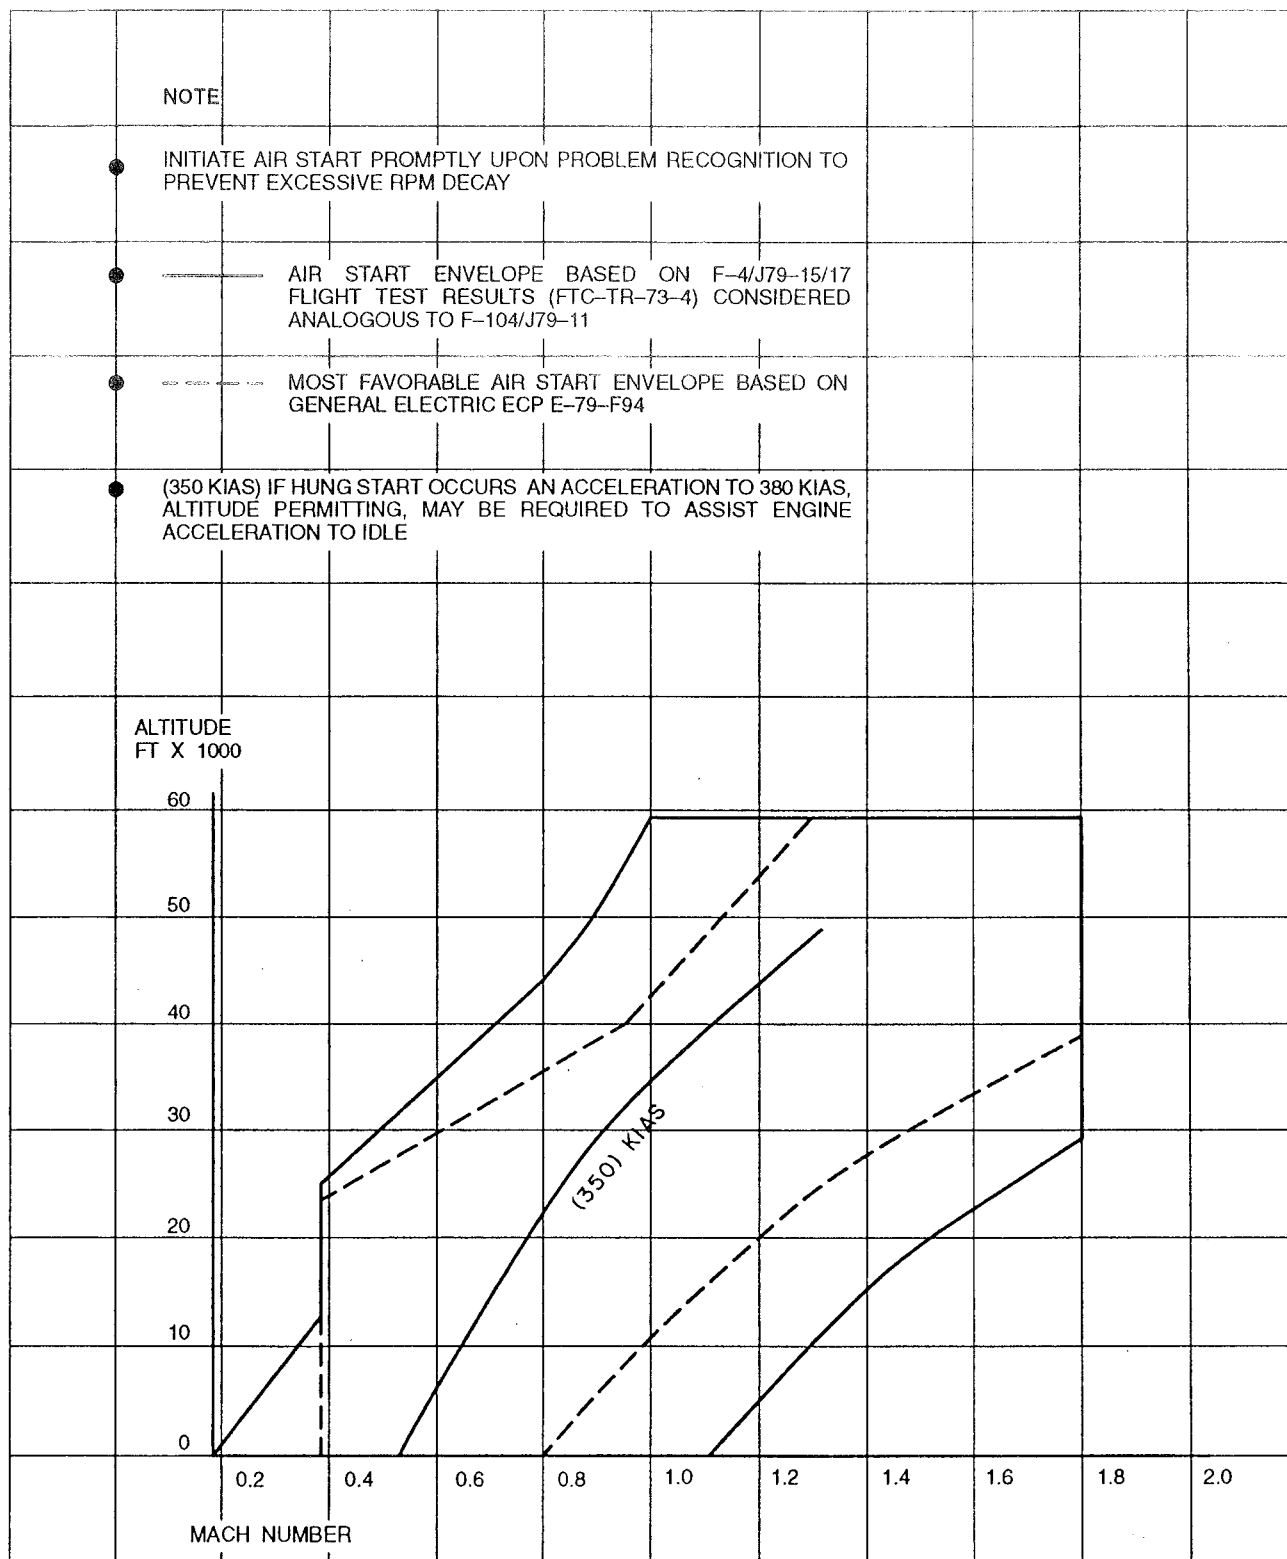 NOTE
INITIATE AIR START PROMPTLY UPON PROBLEM RECOGNITION TO
PREVENT EXCESSIVE RPM DECAY
AIR START ENVELOPE BASED ON F–4/J79–15/17
FLIGHT TEST RESULTS (FTC–TR–73–4) CONSIDERED
ANALOGOUS TO F–104/J79–11
MOST FAVORABLE AIR START ENVELOPE BASED ON
GENERAL ELECTRIC ECP E–79–F94
(350 KIAS) IF HUNG START OCCURS AN ACCELERATION TO 380 KIAS,
ALTITUDE PERMITTING, MAY BE REQUIRED TO ASSIST ENGINE
ACCELERATION TO IDLE
ALTITUDE
FT X 1000
60
50
40
30
(350) KIAS
20
10
0
0.2 0.4 0.6 0.8 1.0 1.2 1.4 1.6 1.8 2.0
MACH NUMBER